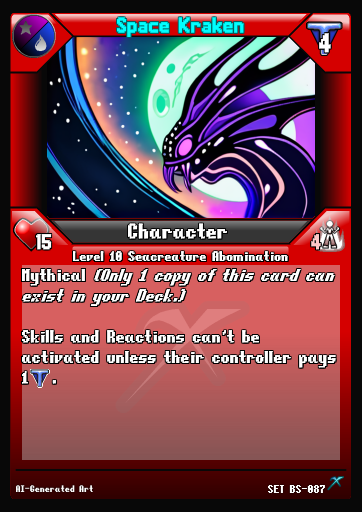 Space Kraken
4
15
Character
4
Level 10 Seacreature Abomination
Mythical (Only 1 copy of this card can
exist in your Deck.)
Skills and Reactions can't be
activated unless their controller pays
1 .
AI-Generated Art
SET BS-087